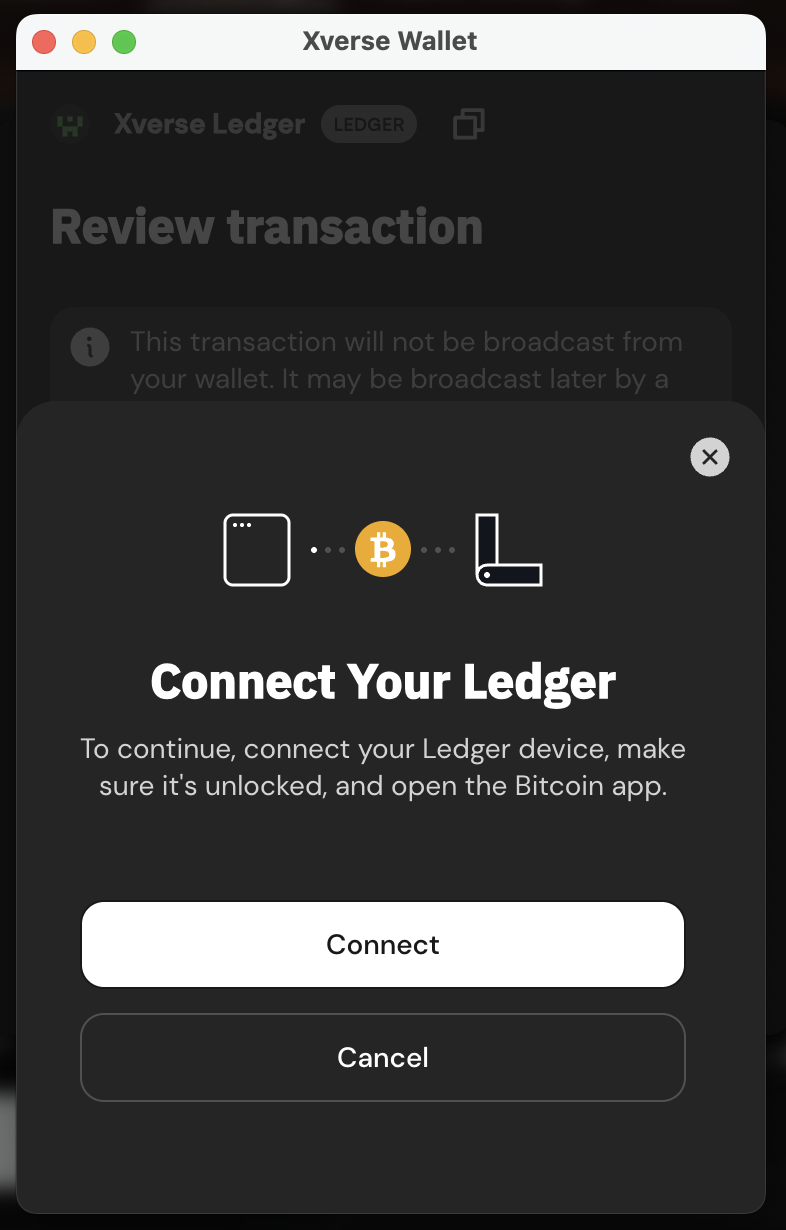 Xverse Wallet
Xverse Ledger LEDGER
Review transaction
This transaction will not be broadcast from
your wallet. It may be broadcast later by a
Connect Your Ledger
To continue, connect your Ledger device, make
sure it's unlocked, and open the Bitcoin app.
Connect
Cancel